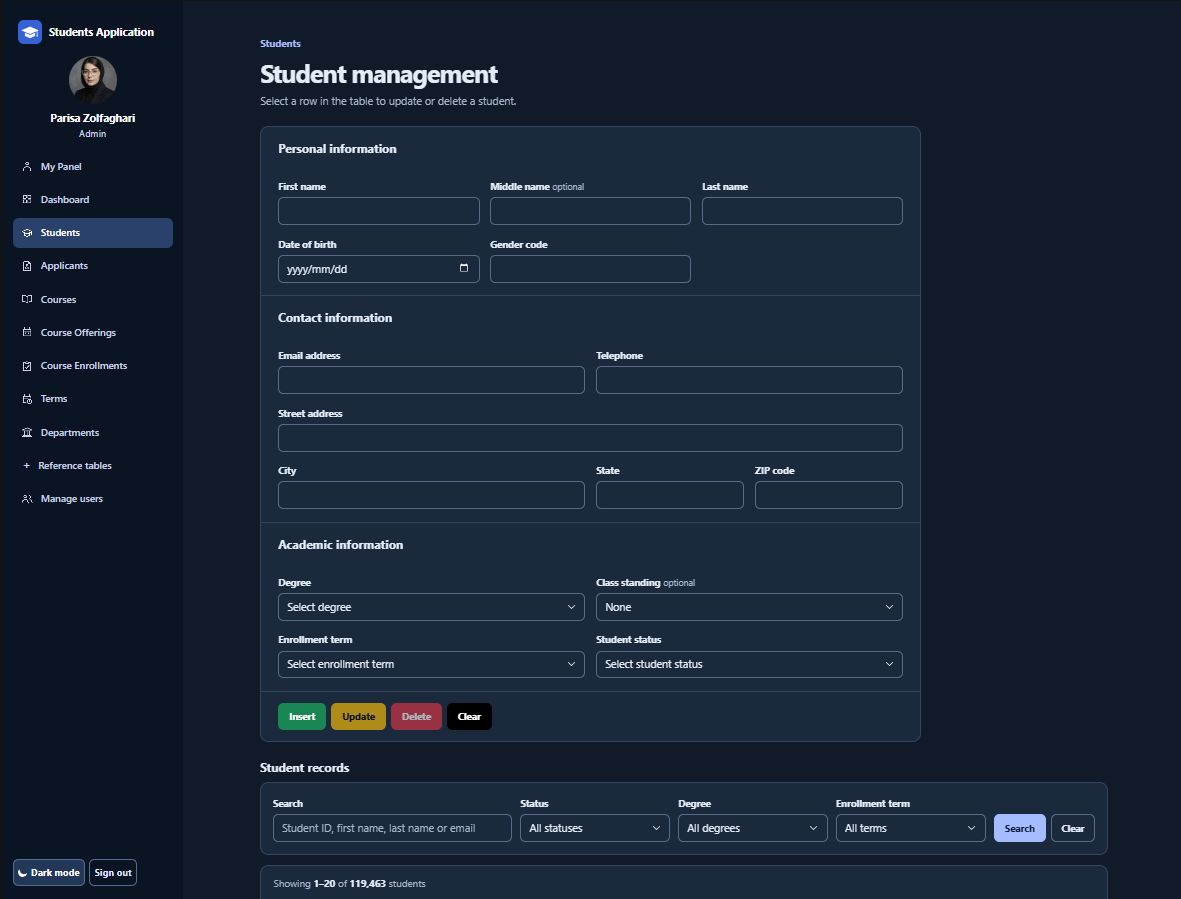 Students Application
Parisa Zolfaghari
Admin
My Panel
Dashboard
Students
Applicants
Courses
Course Offerings
Course Enrollments
Terms
Departments
+ Reference tables
Manage users
Dark mode
Sign out
Students
Student management
Select a row in the table to update or delete a student.
Personal information
First name
Middle name optional
Last name
Date of birth
yyyy/mm/dd
Gender code
Contact information
Email address
Telephone
Street address
City
State
ZIP code
Academic information
Degree
Select degree
Class standing optional
None
Enrollment term
Select enrollment term
Student status
Select student status
Insert
Update
Delete
Clear
Student records
Search
Student ID, first name, last name or email
Status
All statuses
Degree
All degrees
Enrollment term
All terms
Search
Clear
Showing 1–20 of 119,463 students